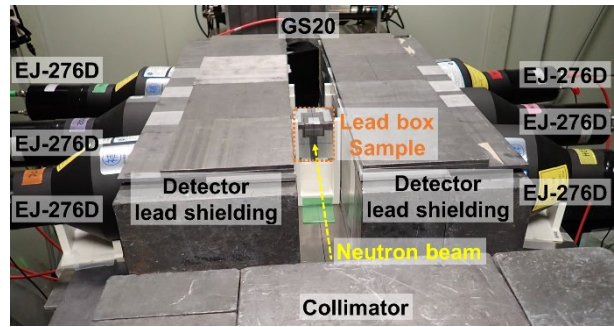 GS20
EJ-276D
EJ-276D
EJ-276D
EJ-276D
EJ-276D
EJ-276D
Lead box
Sample
Detector
lead shielding
Detector
lead shielding
Neutron beam
Collimator